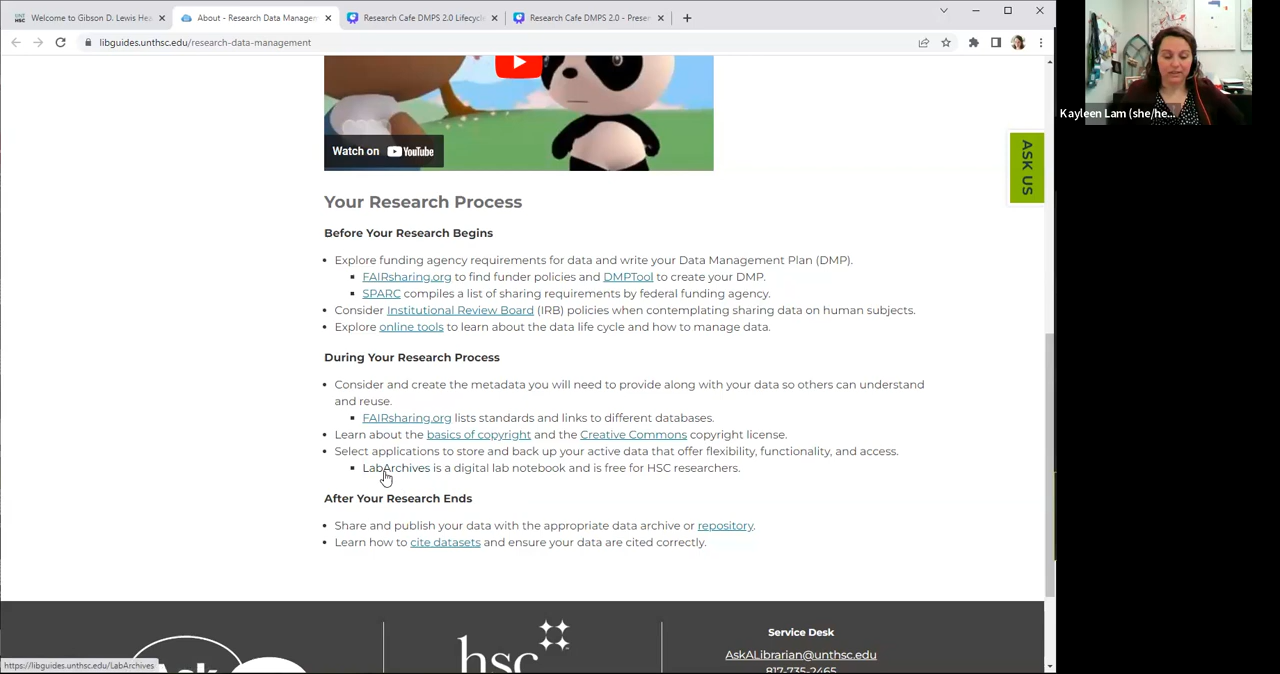 Welcome to Gibson D. Lewis Hea
About - Research Data Managem
Research Cafe DMPS 2.0 Lifecycl
Research Cafe DMPS 2.0 - Presen
libguides.unthsc.edu/research-data-management
Kayleen Lam (she/he...
Watch on YouTube
ASK US
Your Research Process
Before Your Research Begins
• Explore funding agency requirements for data and write your Data Management Plan (DMP).
▪ FAIRsharing.org to find funder policies and DMPTool to create your DMP.
▪ SPARC compiles a list of sharing requirements by federal funding agency.
• Consider Institutional Review Board (IRB) policies when contemplating sharing data on human subjects.
• Explore online tools to learn about the data life cycle and how to manage data.
During Your Research Process
• Consider and create the metadata you will need to provide along with your data so others can understand
and reuse.
▪ FAIRsharing.org lists standards and links to different databases.
• Learn about the basics of copyright and the Creative Commons copyright license.
• Select applications to store and back up your active data that offer flexibility, functionality, and access.
▪ LabArchives is a digital lab notebook and is free for HSC researchers.
After Your Research Ends
• Share and publish your data with the appropriate data archive or repository.
• Learn how to cite datasets and ensure your data are cited correctly.
Ask
hsc
Service Desk
AskALibrarian@unthsc.edu
817-735-2465
https://libguides.unthsc.edu/LabArchives